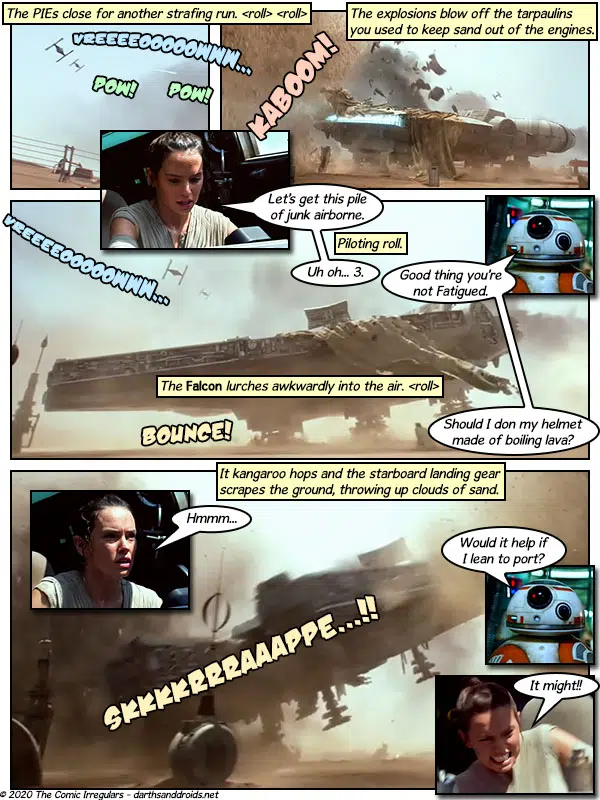 The PIEs close for another strafing run. <roll> <roll>
VREEEEOOOOOWWW...
POW!
POW!
The explosions blow off the tarpaulins
you used to keep sand out of the engines.
KABOOM!
Let's get this pile
of junk airborne.
Piloting roll.
Uh oh... 3.
VREEEEOOOOOWWW...
Good thing you're
not Fatigued.
The Falcon lurches awkwardly into the air. <roll>
BOUNCE!
Should I don my helmet
made of boiling lava?
It kangaroo hops and the starboard landing gear
scrapes the ground, throwing up clouds of sand.
Hmmm...
Would it help if
I lean to port?
SKKKKRRRAAAPPE...!!
It might!!
© 2020 The Comic Irregulars - darthsanddroids.net